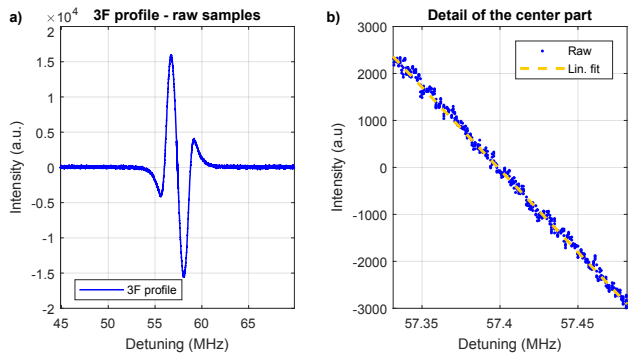 a)
3F profile - raw samples
×10⁴
2
1.5
1
0.5
0
-0.5
-1
-1.5
-2
Intensity (a.u.)
3F profile
45 50 55 60 65
Detuning (MHz)
b)
Detail of the center part
3000
2000
1000
0
-1000
-2000
-3000
Intensity (a.u)
Raw
Lin. fit
57.35 57.4 57.45
Detuning (MHz)